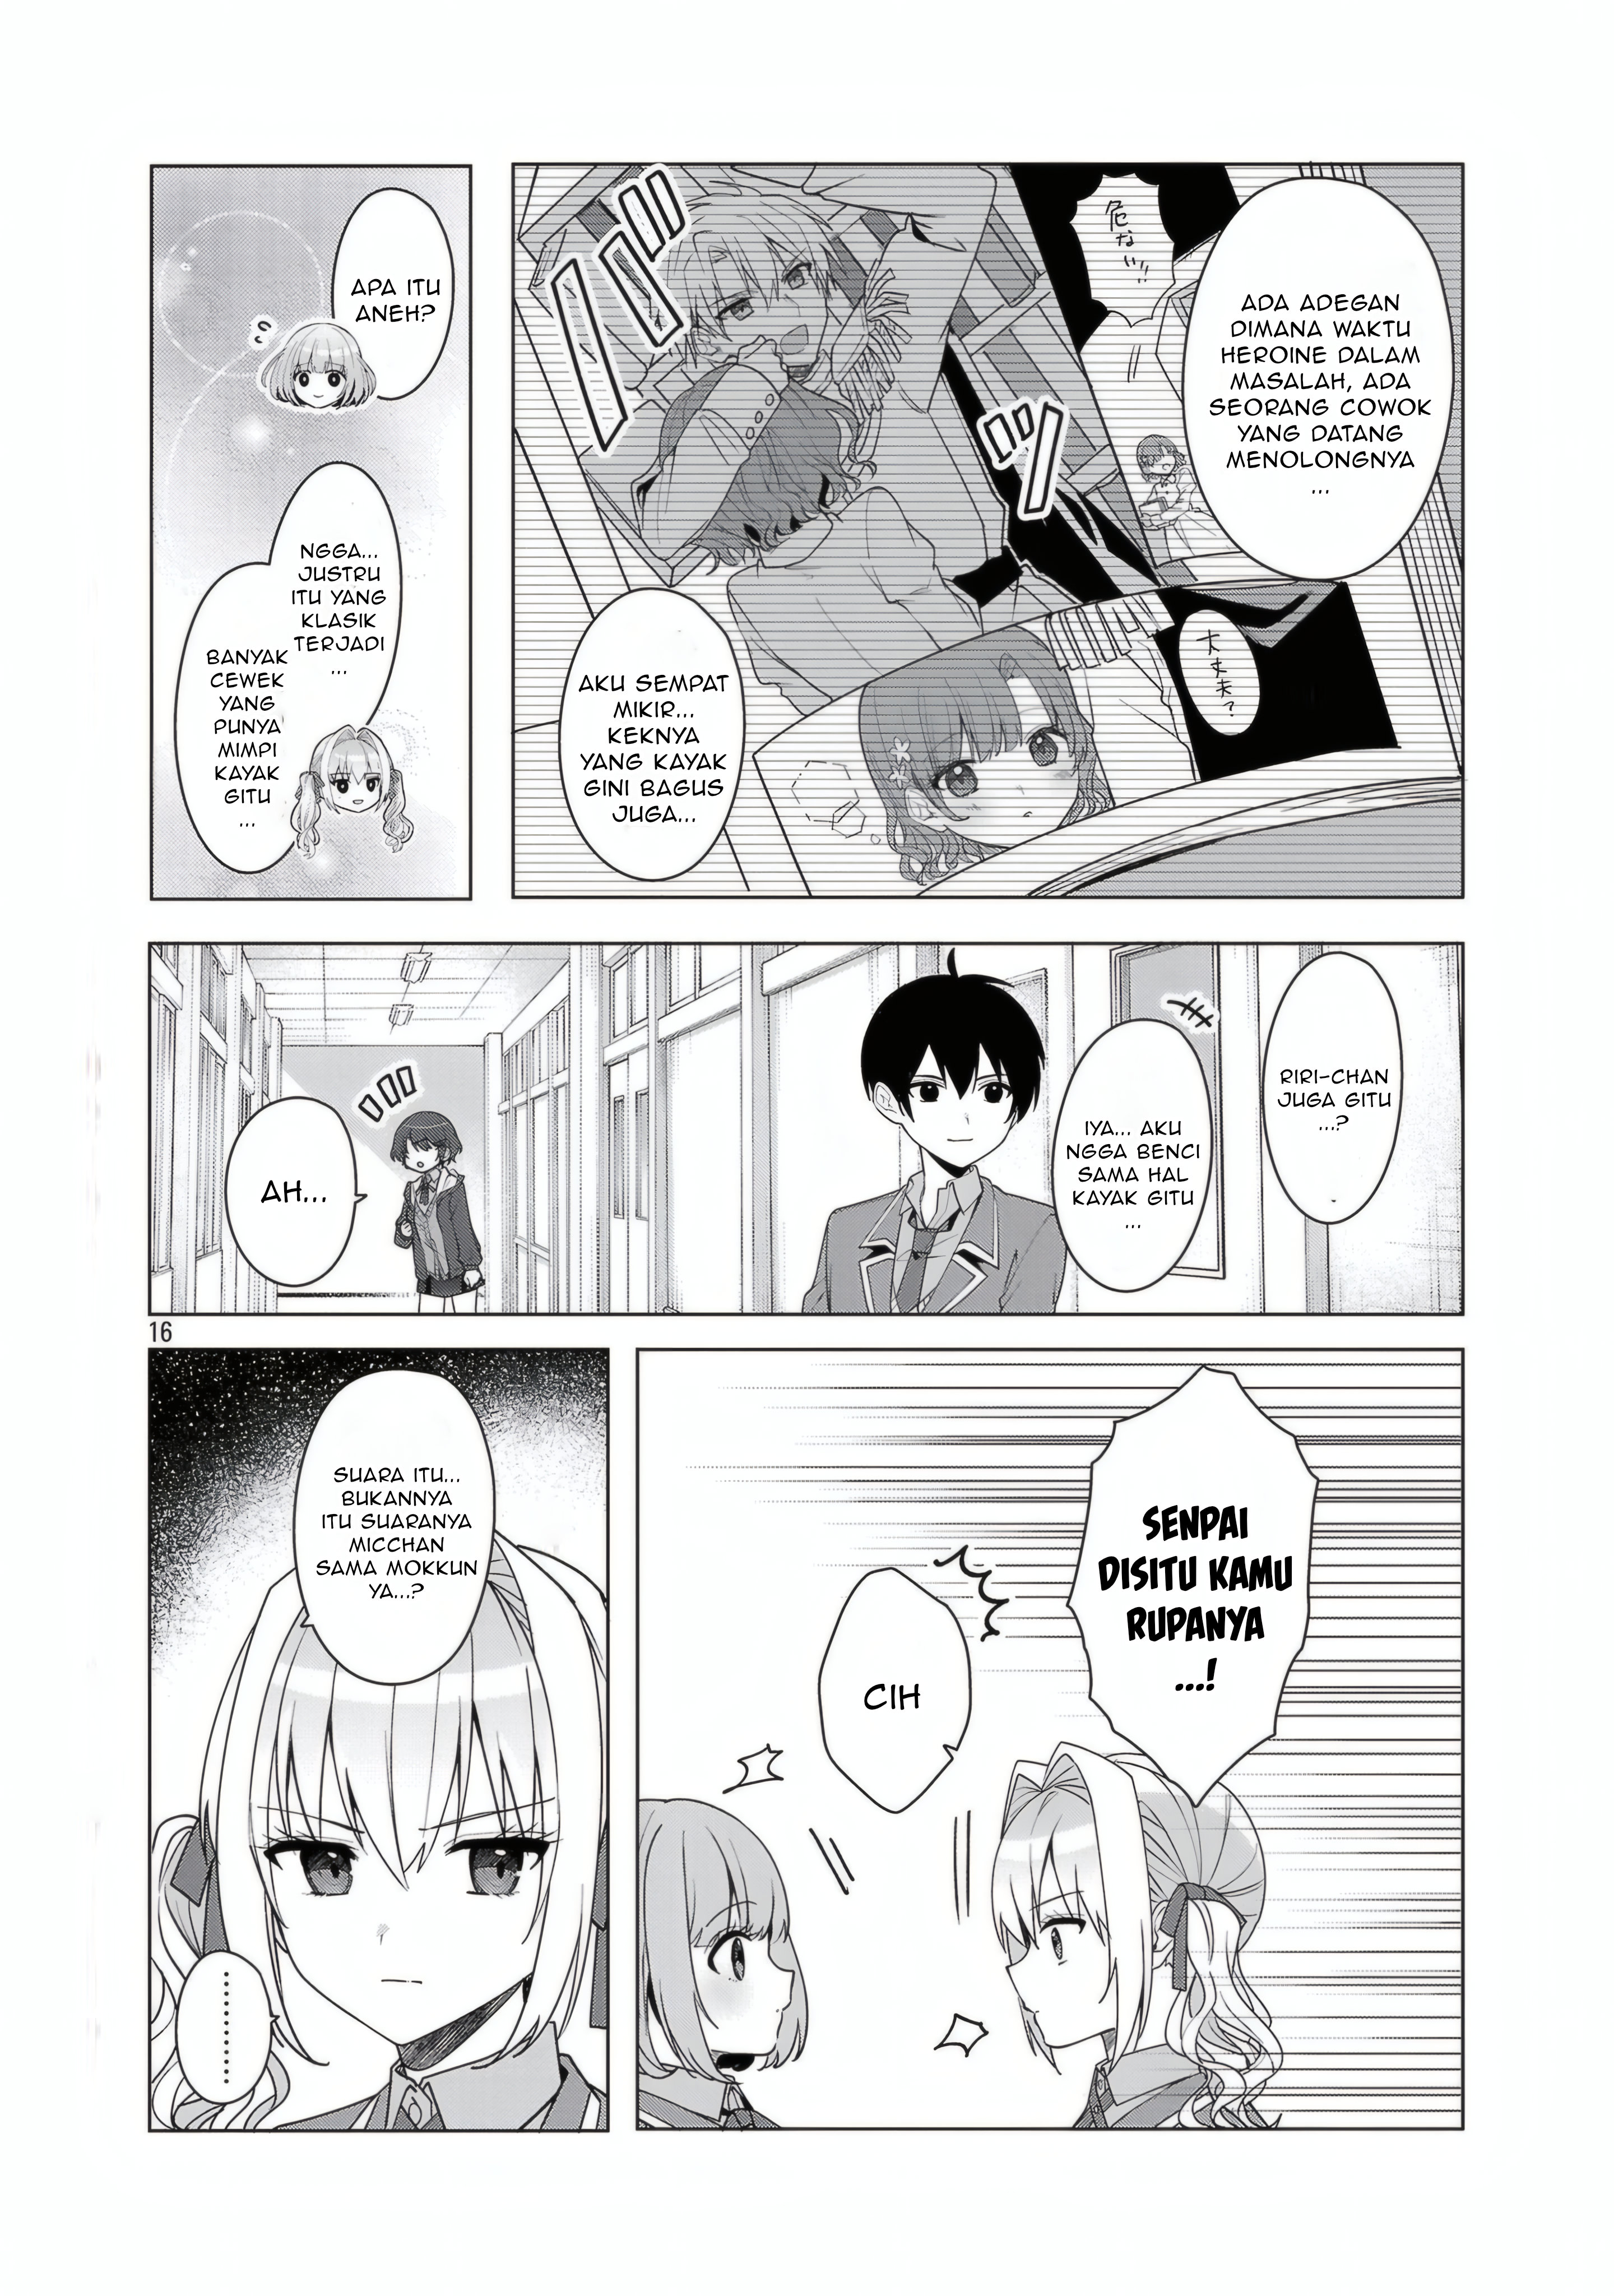 危ない!!
ADA ADEGAN
DIMANA WAKTU
HEROINE DALAM
MASALAH, ADA
SEORANG COWOK
YANG DATANG
MENOLONGNYA
...
大丈夫?
AKU SEMPAT
MIKIR...
KEKNYA
YANG KAYAK
GINI BAGUS
JUGA...
APA ITU
ANEH?
NGGA...
JUSTRU
ITU YANG
KLASIK
TERJADI
...
BANYAK
CEWEK
YANG
PUNYA
MIMPI
KAYAK
GITU
...
RIRI-CHAN
JUGA GITU
...?
IYA... AKU
NGGA BENCI
SAMA HAL
KAYAK GITU
...
AH...
16
SENPAI
DISITU KAMU
RUPANYA
...!
CIH
SUARA ITU...
BUKANNYA
ITU SUARANYA
MICCHAN
SAMA MOKKUN
YA...?
..........